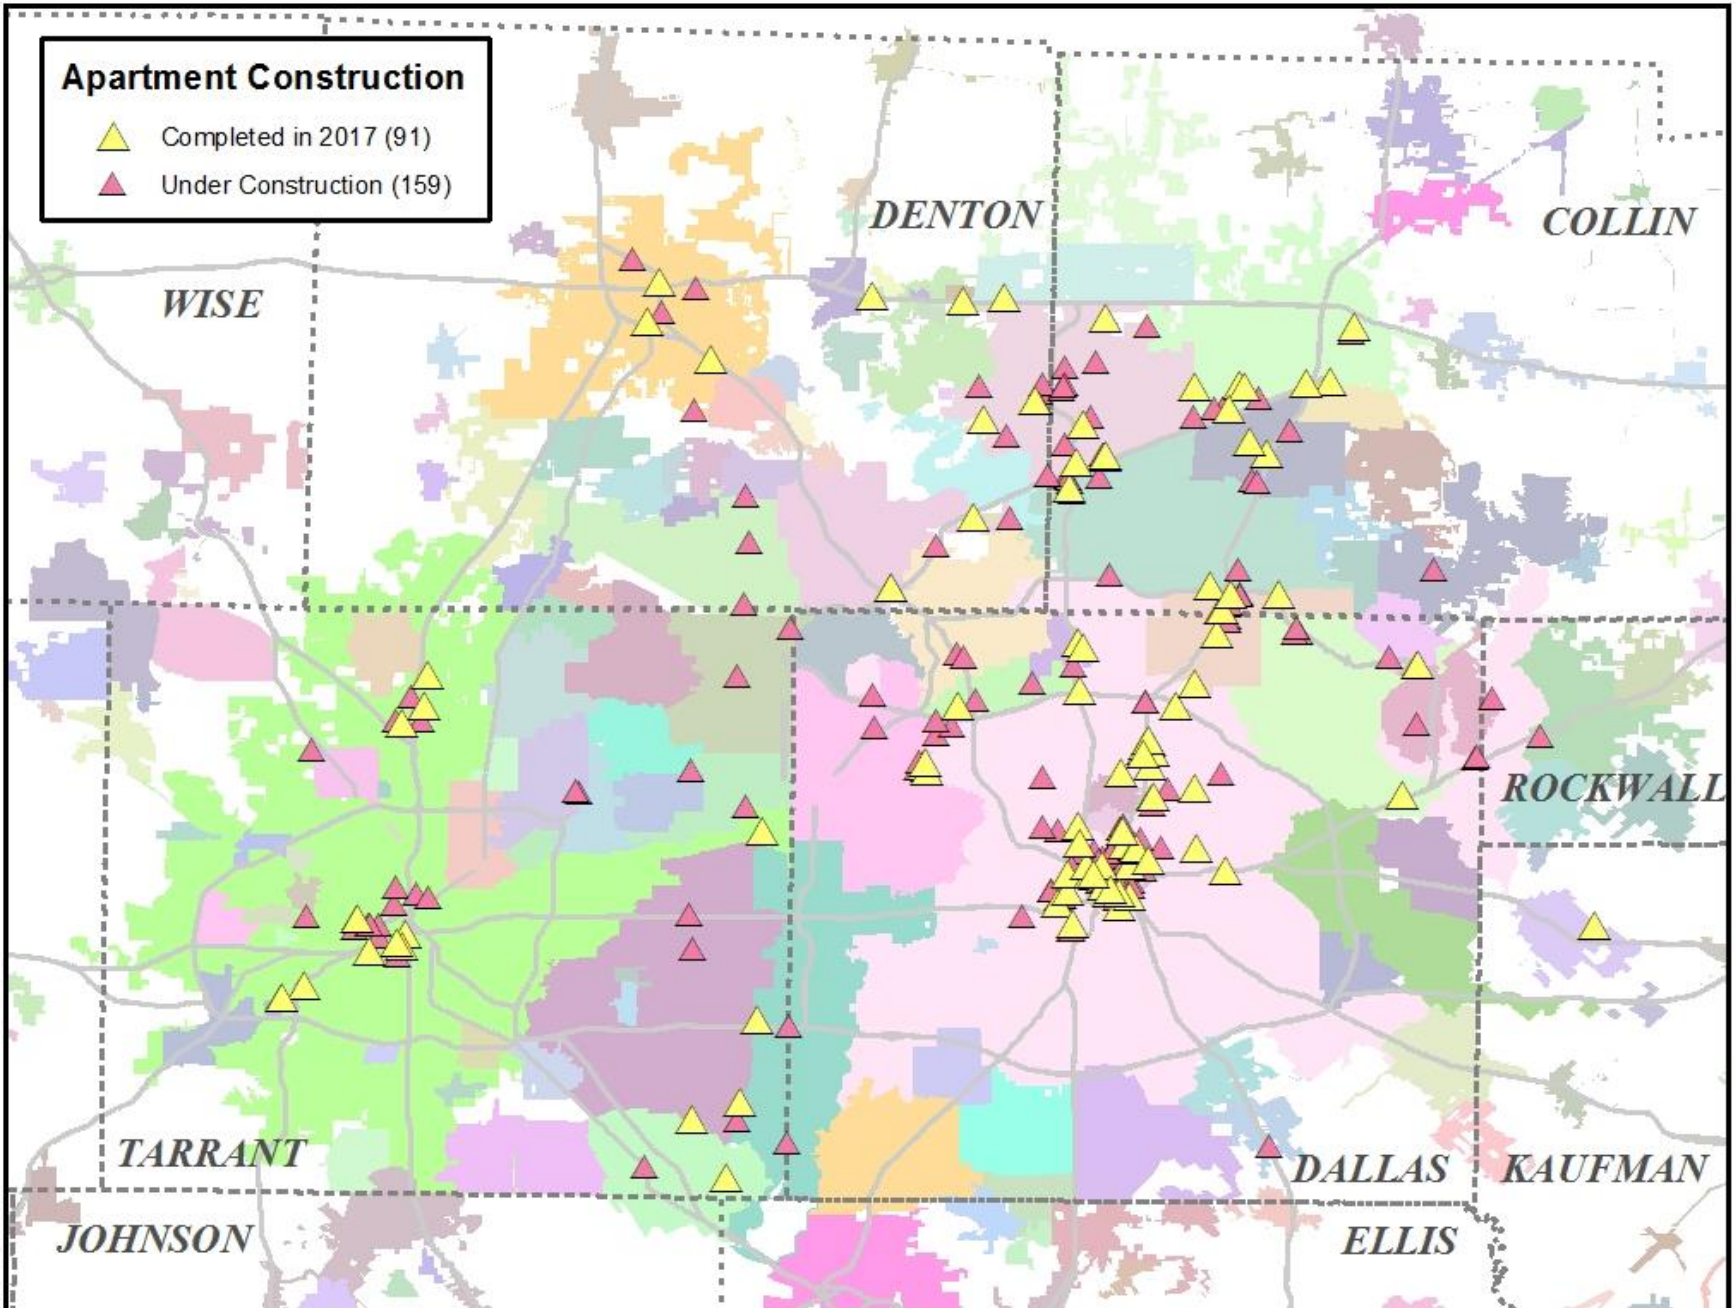 Apartment Construction
Completed in 2017 (91)
Under Construction (159)
DENTON
COLLIN
WISE
ROCKWALL
TARRANT
DALLAS
KAUFMAN
JOHNSON
ELLIS